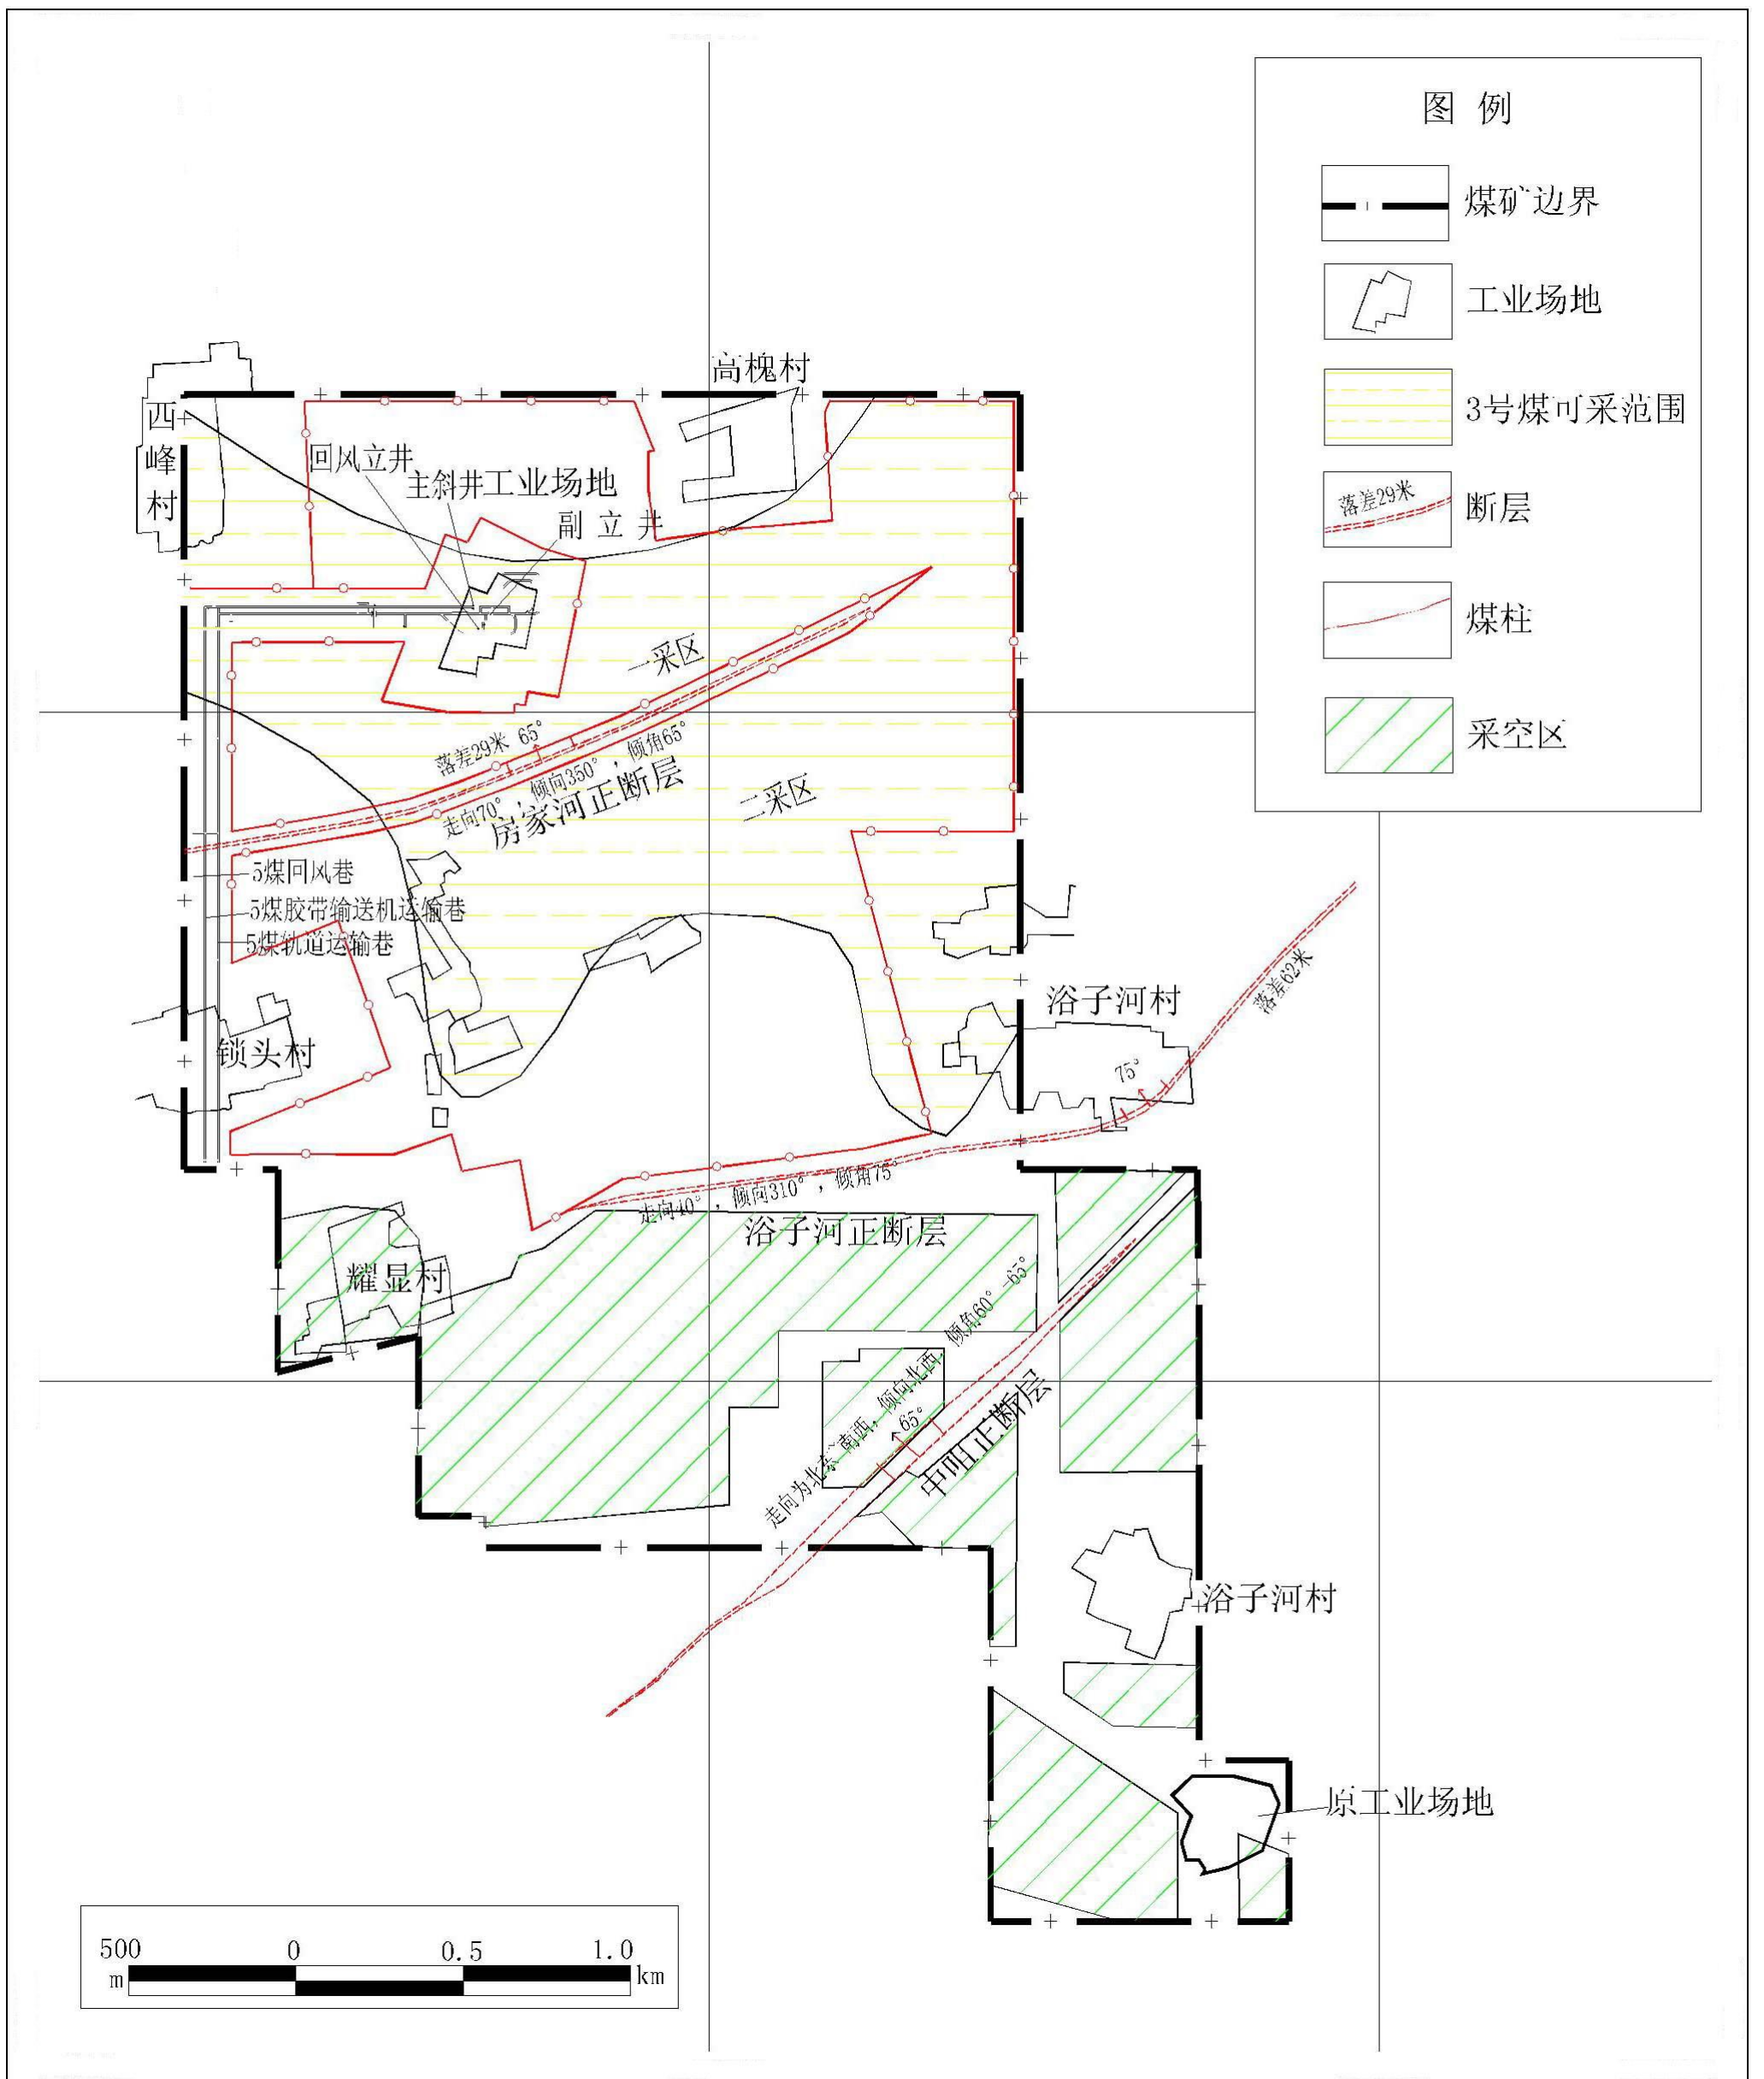 图 例
煤矿边界
工业场地
3号煤可采范围
落差29米
断层
煤柱
采空区
高槐村
西峰村
回风立井
主斜井
工业场地
副 立 井
一采区
落差29米 65°
走向70°，倾向350°，倾角65°
房家河正断层
二采区
5煤回风巷
5煤胶带输送机运输巷
5煤轨道运输巷
锁头村
浴子河村
落差62米
75°
走向40°，倾向310°，倾角75°
浴子河正断层
耀显村
走向为北东~南西，倾向北西，倾角60°-65°
65°
中阳正断层
浴子河村
原工业场地
500 0 0.5 1.0
m km